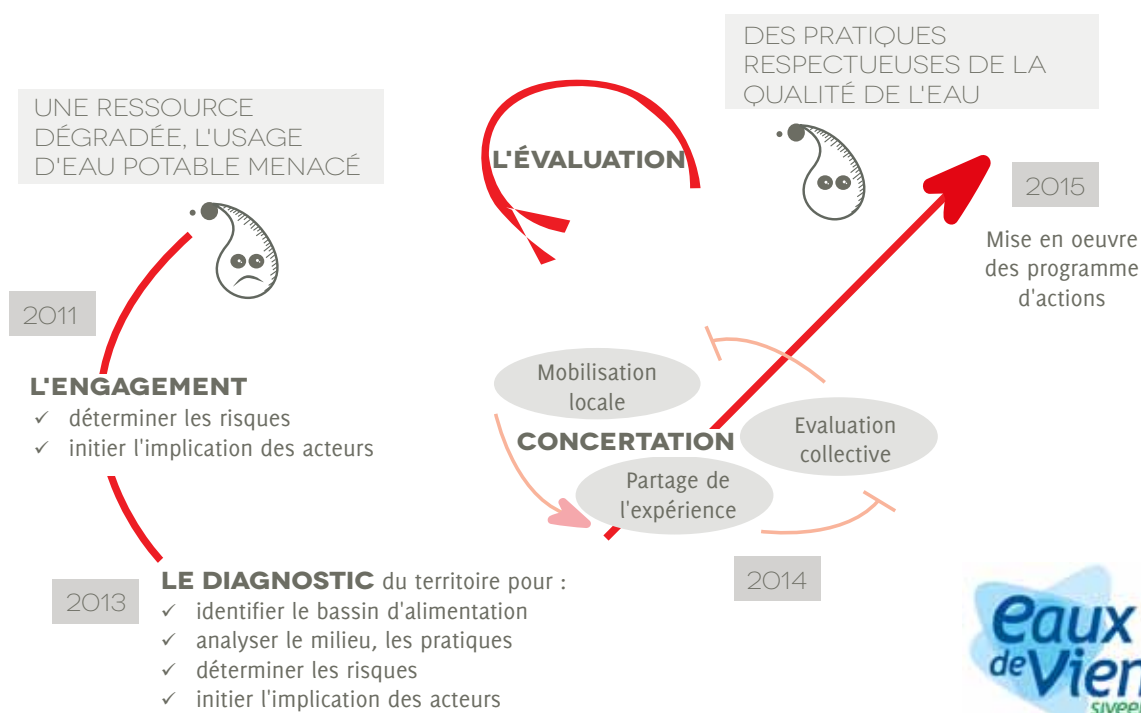 UNE RESSOURCE
DÉGRADÉE, L'USAGE
D'EAU POTABLE MENACÉ
2011
L'ENGAGEMENT
✓ déterminer les risques
✓ initier l'implication des acteurs
2013
LE DIAGNOSTIC du territoire pour :
✓ identifier le bassin d'alimentation
✓ analyser le milieu, les pratiques
✓ déterminer les risques
✓ initier l'implication des acteurs
L'ÉVALUATION
Mobilisation
locale
CONCERTATION
Evaluation
collective
Partage de
l'expérience
2014
DES PRATIQUES
RESPECTUEUSES DE LA
QUALITÉ DE L'EAU
2015
Mise en oeuvre
des programme
d'actions
eaux
de Vien